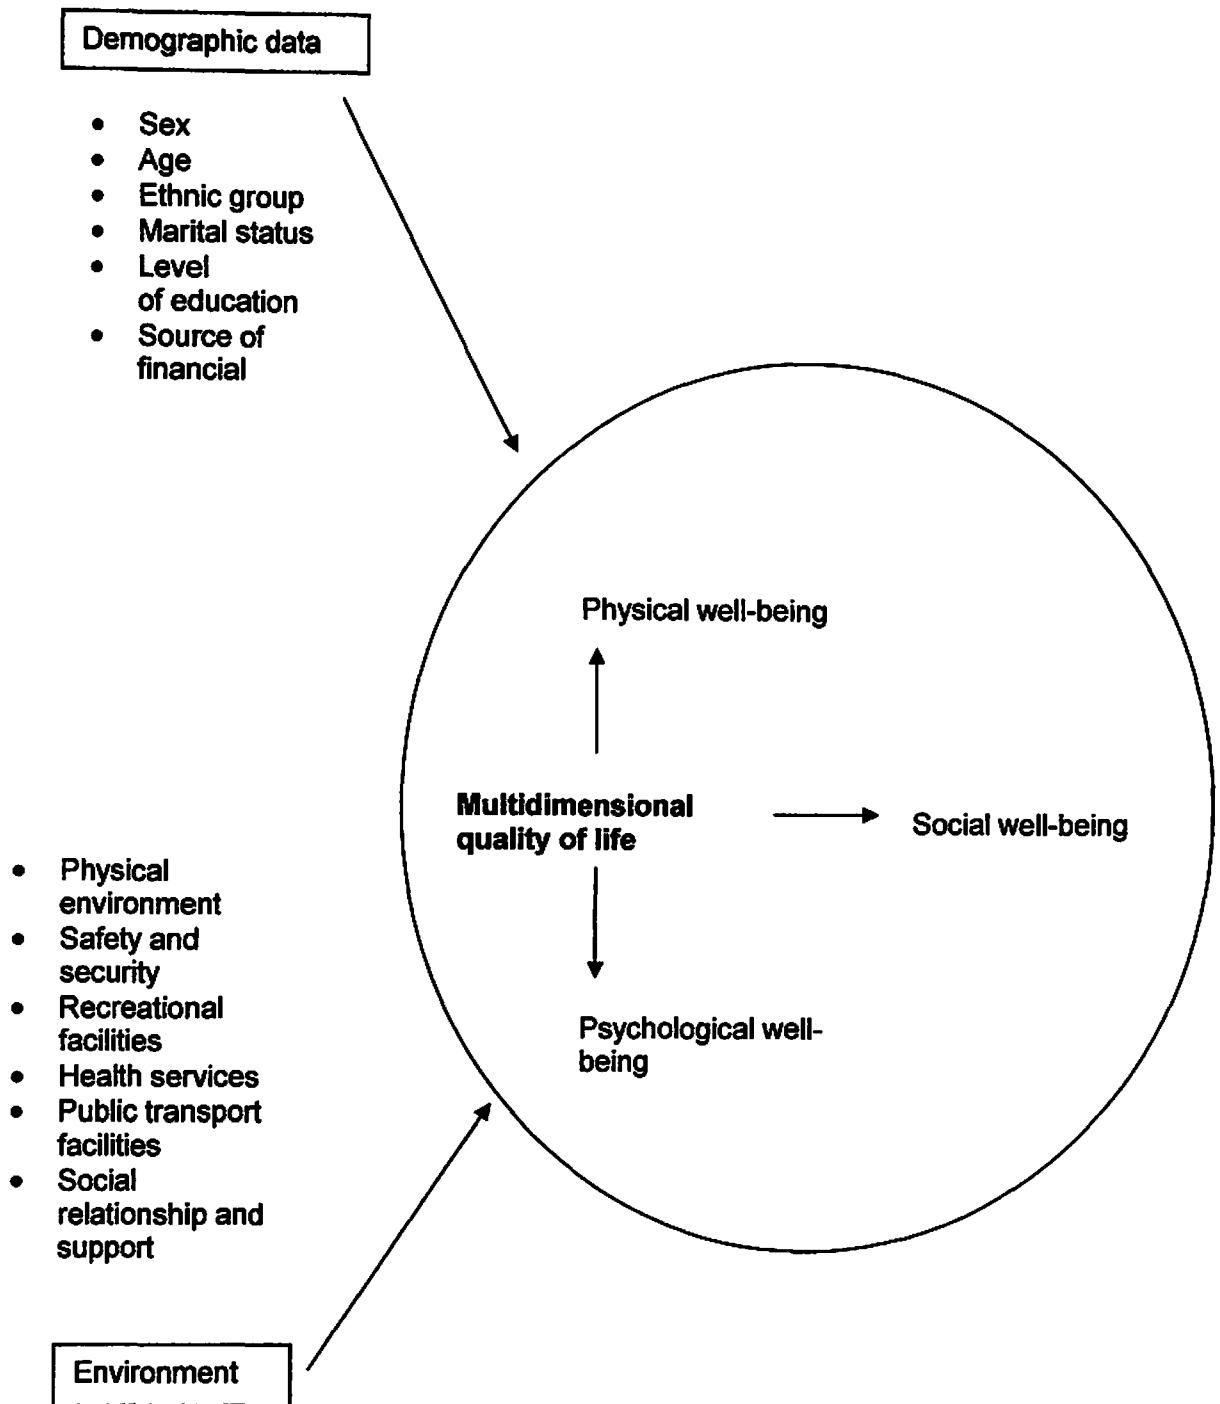 Demographic data
• Sex
• Age
• Ethnic group
• Marital status
• Level
of education
• Source of
financial
Physical well-being
Multidimensional
quality of life
Social well-being
Psychological well-
being
• Physical
environment
• Safety and
security
• Recreational
facilities
• Health services
• Public transport
facilities
• Social
relationship and
support
Environment